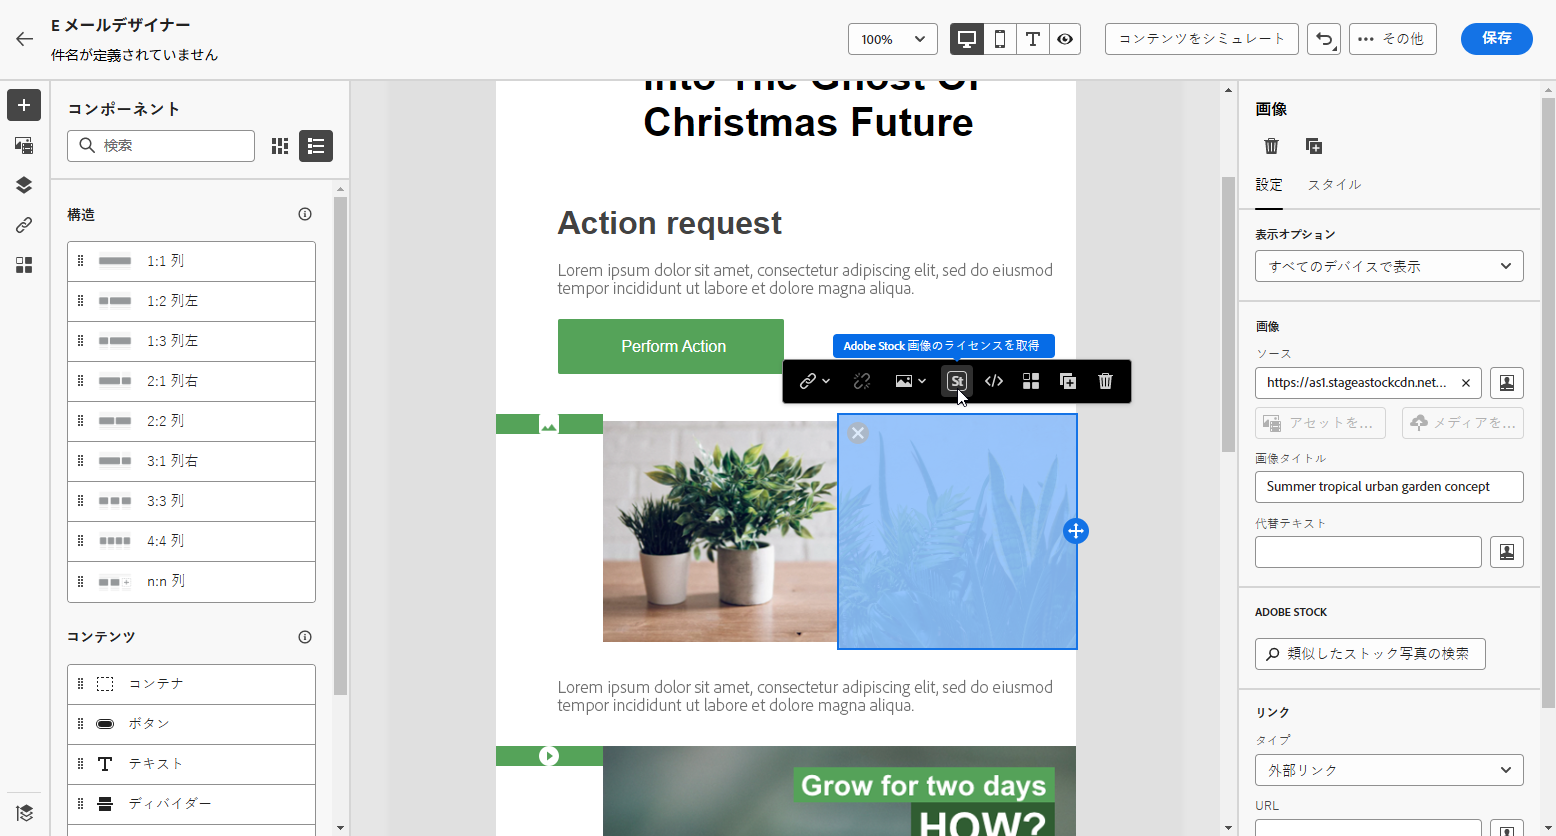 E メールデザイナー
件名が定義されていません
100%
コンテンツをシミュレート
その他
保存
コンポーネント
検索
構造
1:1 列
1:2 列左
1:3 列左
2:1 列右
2:2 列
3:1 列右
3:3 列
4:4 列
n:n 列
コンテンツ
コンテナ
ボタン
テキスト
ディバイダー
Into The Ghost Of
Christmas Future
Action request
Lorem ipsum dolor sit amet, consectetur adipiscing elit, sed do eiusmod
tempor incididunt ut labore et dolore magna aliqua.
Perform Action
Adobe Stock 画像のライセンスを取得
St
Lorem ipsum dolor sit amet, consectetur adipiscing elit, sed do eiusmod
tempor incididunt ut labore et dolore magna aliqua.
Grow for two days
HOW?
画像
設定 スタイル
表示オプション
すべてのデバイスで表示
画像
ソース
https://as1.stageastockcdn.net...
アセットを... メディアを...
画像タイトル
Summer tropical urban garden concept
代替テキスト
ADOBE STOCK
類似したストック写真の検索
リンク
タイプ
外部リンク
URL